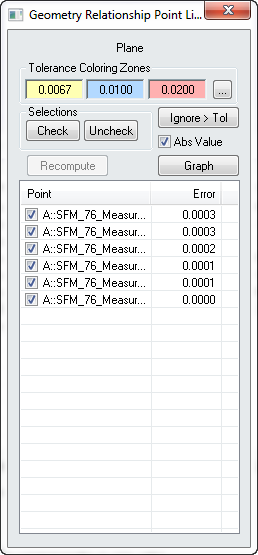 Geometry Relationship Point Li...
Plane
Tolerance Coloring Zones
0.0067 0.0100 0.0200 ...
Selections
Check Uncheck
Ignore > Tol
Abs Value
Recompute Graph
Point Error
A::SFM_76_Measur... 0.0003
A::SFM_76_Measur... 0.0003
A::SFM_76_Measur... 0.0002
A::SFM_76_Measur... 0.0001
A::SFM_76_Measur... 0.0001
A::SFM_76_Measur... 0.0000